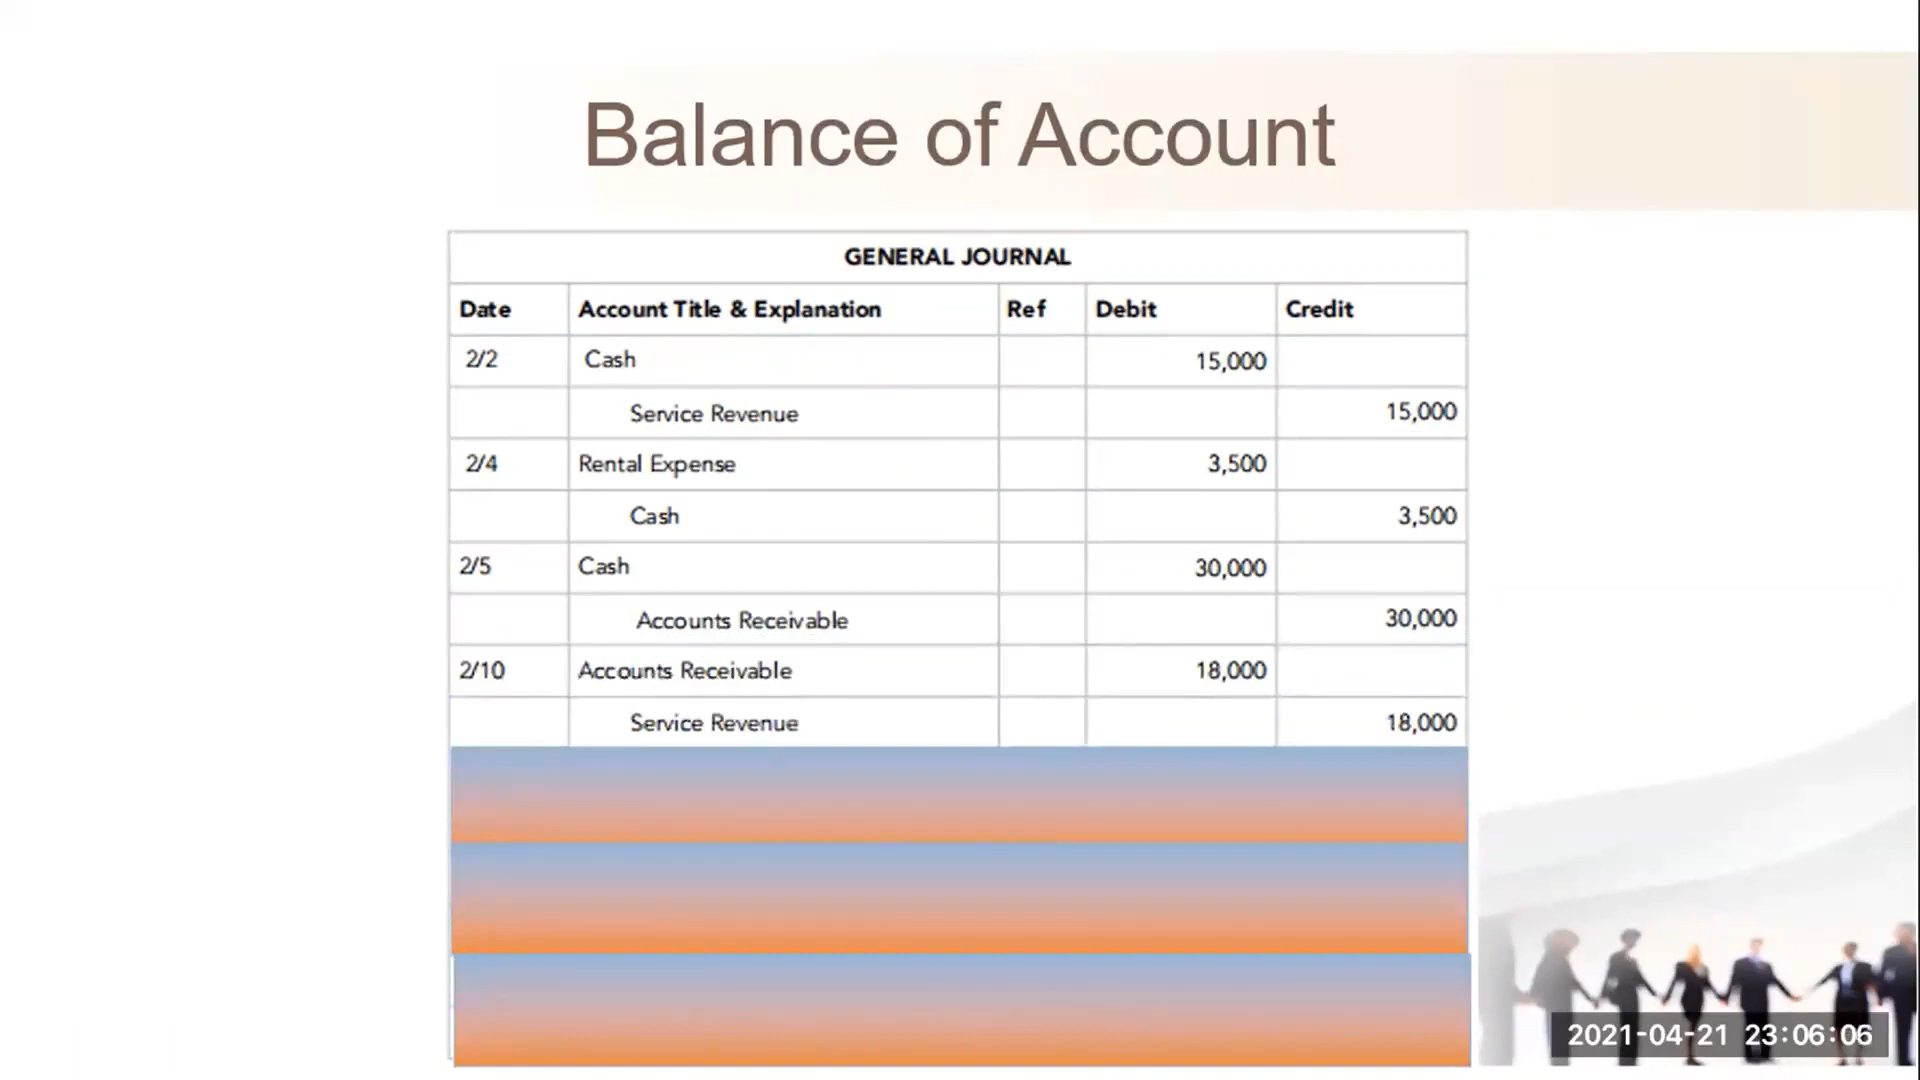 Balance of Account
GENERAL JOURNAL
Date Account Title & Explanation Ref Debit Credit
2/2 Cash 15,000
Service Revenue 15,000
2/4 Rental Expense 3,500
Cash 3,500
2/5 Cash 30,000
Accounts Receivable 30,000
2/10 Accounts Receivable 18,000
Service Revenue 18,000
2021-04-21 23:06:06